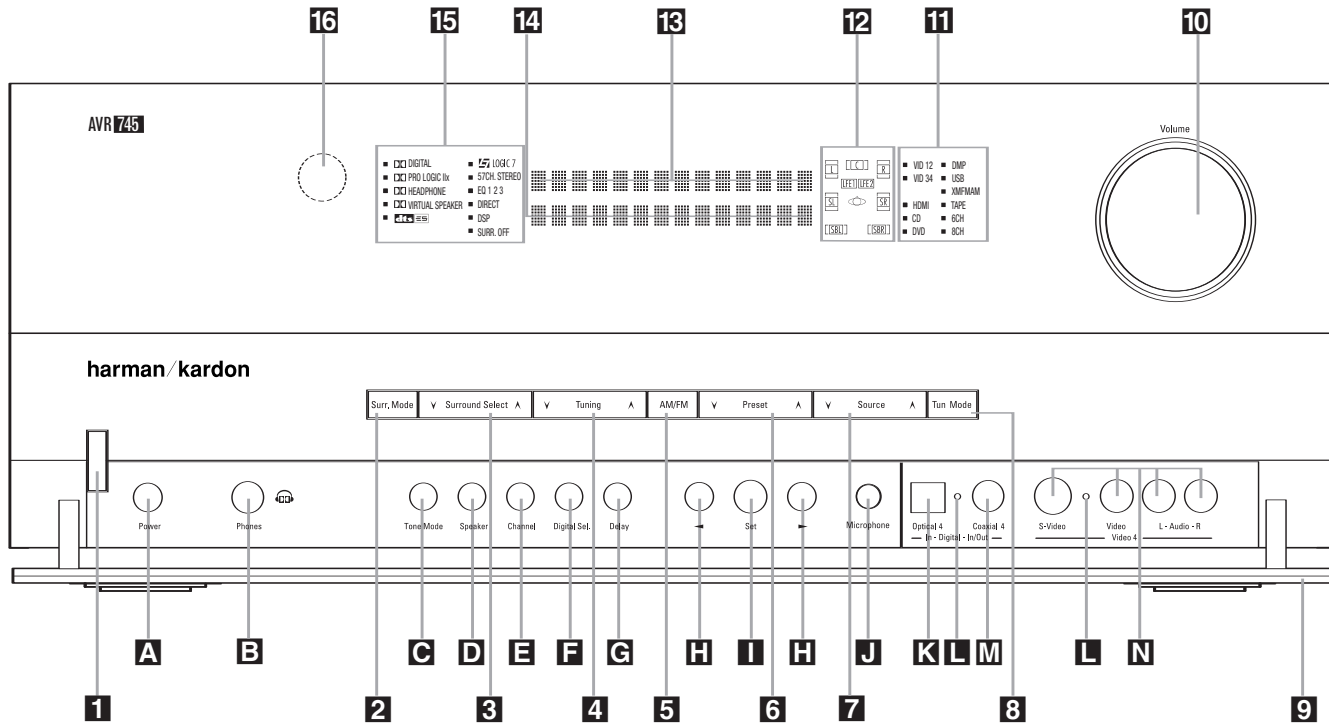 16 15 14 13 12 11 10
AVR 745
Volume
DIGITAL
PRO LOGIC IIx
HEADPHONE
VIRTUAL SPEAKER
dts ES
LOGIC 7
57CH. STEREO
EQ 1 2 3
DIRECT
DSP
SURR. OFF
L C R
LFE1 LFE2
SL SR
SBL SBR
VID 12
VID 34
HDMI
CD
DVD
DMP
USB
XMFMAM
TAPE
6CH
8CH
harman/kardon
Surr. Mode ∨ Surround Select ∧ ∨ Tuning ∧ AM/FM ∨ Preset ∧ ∨ Source ∧ Tun Mode
Power Phones Tone Mode Speaker Channel Digital Sel. Delay ◄ Set ► Microphone Optical 4 Coaxial 4 S-Video Video L - Audio - R
In - Digital - In/Out Video 4
A B C D E F G H I H J K L M L N
1 2 3 4 5 6 7 8 9